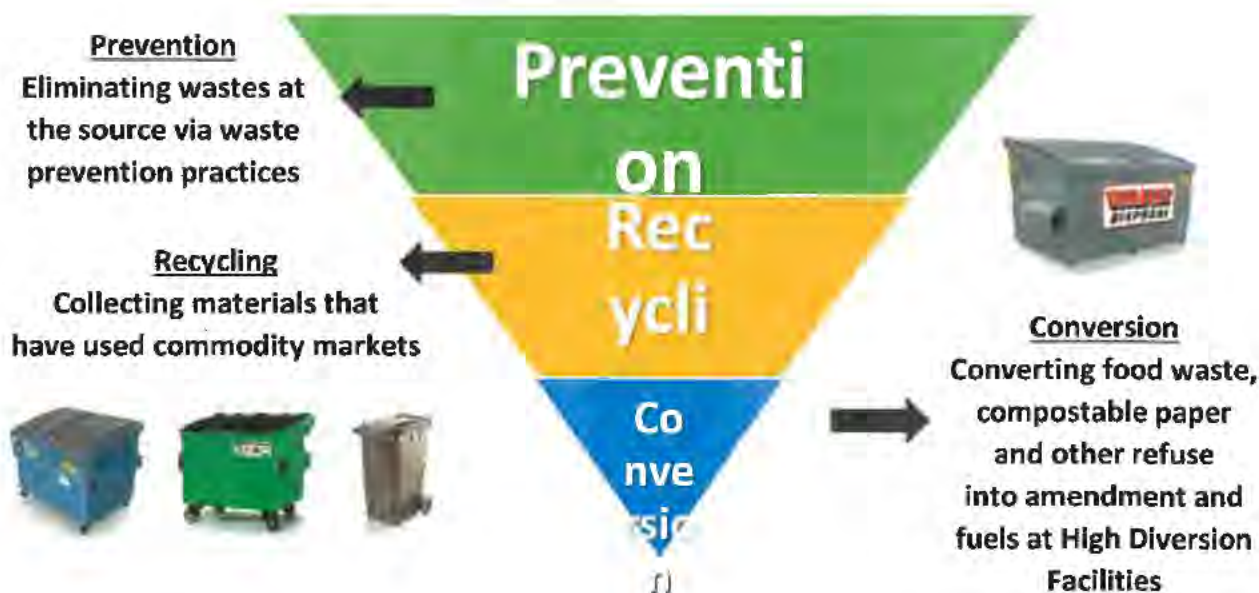 Prevention
Eliminating wastes at
the source via waste
prevention practices
Preventi
on
Recycling
Collecting materials that
have used commodity markets
Rec
ycli
Conversion
Converting food waste,
compostable paper
and other refuse
into amendment and
fuels at High Diversion
Facilities
Co
nve
rsio
n
DISPOSAL